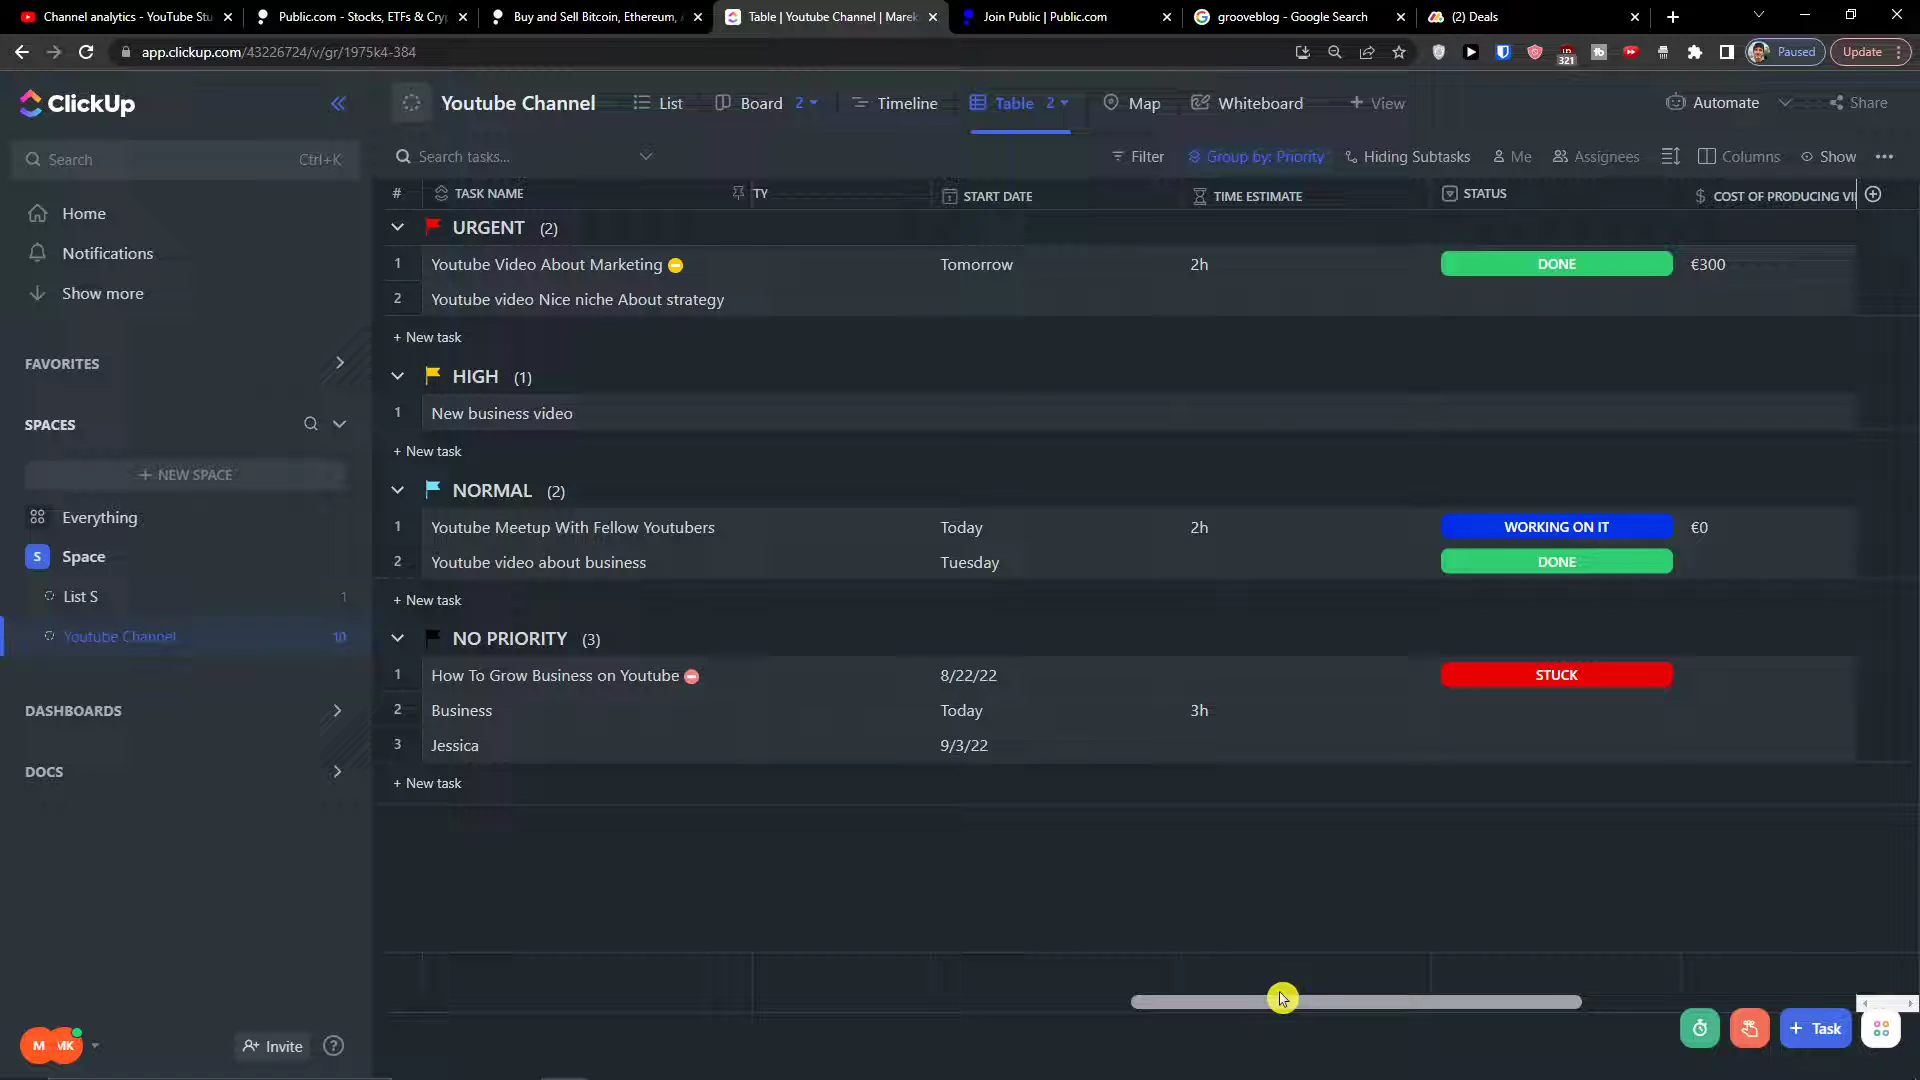 Channel analytics - YouTube Stu
Public.com - Stocks, ETFs & Cry
Buy and Sell Bitcoin, Ethereum,
Table | Youtube Channel | Marek
Join Public | Public.com
grooveblog - Google Search
(2) Deals
app.clickup.com/43226724/v/gr/1975k4-384
321
Paused
Update
ClickUp
Youtube Channel
List
Board 2
Timeline
Table 2
Map
Whiteboard
+ View
Automate
Share
Search Ctrl+K
Search tasks...
Filter
Group by: Priority
Hiding Subtasks
Me
Assignees
Columns
Show
Home
Notifications
Show more
FAVORITES
SPACES
+ NEW SPACE
Everything
S Space
List S 1
Youtube Channel 10
DASHBOARDS
DOCS
M MK
Invite
?
# TASK NAME TY START DATE TIME ESTIMATE STATUS $ COST OF PRODUCING VI
URGENT (2)
1 Youtube Video About Marketing Tomorrow 2h DONE €300
2 Youtube video Nice niche About strategy
+ New task
HIGH (1)
1 New business video
+ New task
NORMAL (2)
1 Youtube Meetup With Fellow Youtubers Today 2h WORKING ON IT €0
2 Youtube video about business Tuesday DONE
+ New task
NO PRIORITY (3)
1 How To Grow Business on Youtube 8/22/22 STUCK
2 Business Today 3h
3 Jessica 9/3/22
+ New task
+ Task